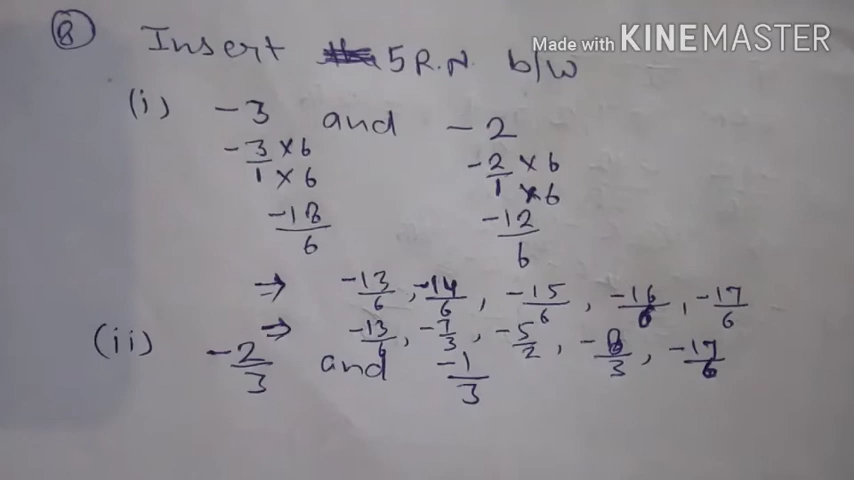 Made with KINEMASTER
8 Insert 5 R.N. b/w
(i) -3 and -2
-3/1 × 6/× 6 -2/1 × 6/× 6
-18/6 -12/6
⇒ -13/6, -14/6, -15/6, -16/6, -17/6
⇒ -13/6, -7/3, -5/2, -8/3, -17/6
(ii) -2/3 and -1/3